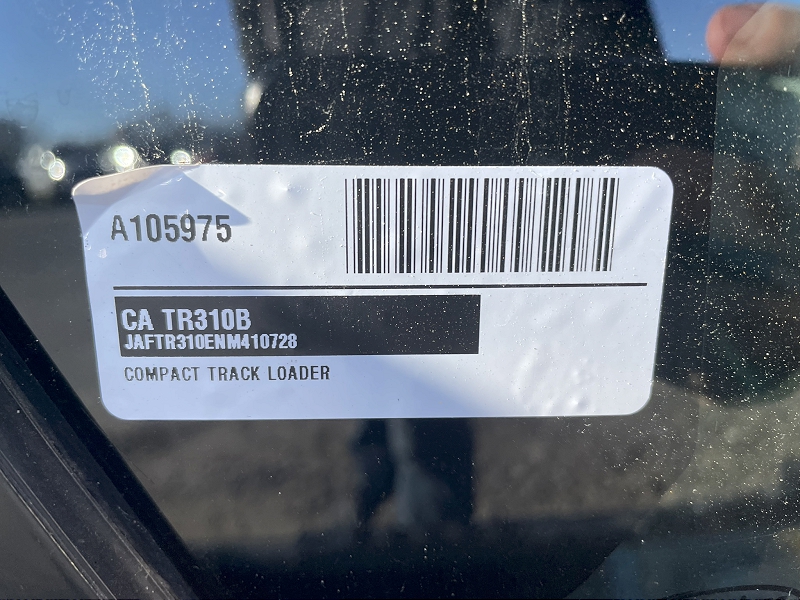 A105975
CA TR310B
JAFTR310ENM410728
COMPACT TRACK LOADER